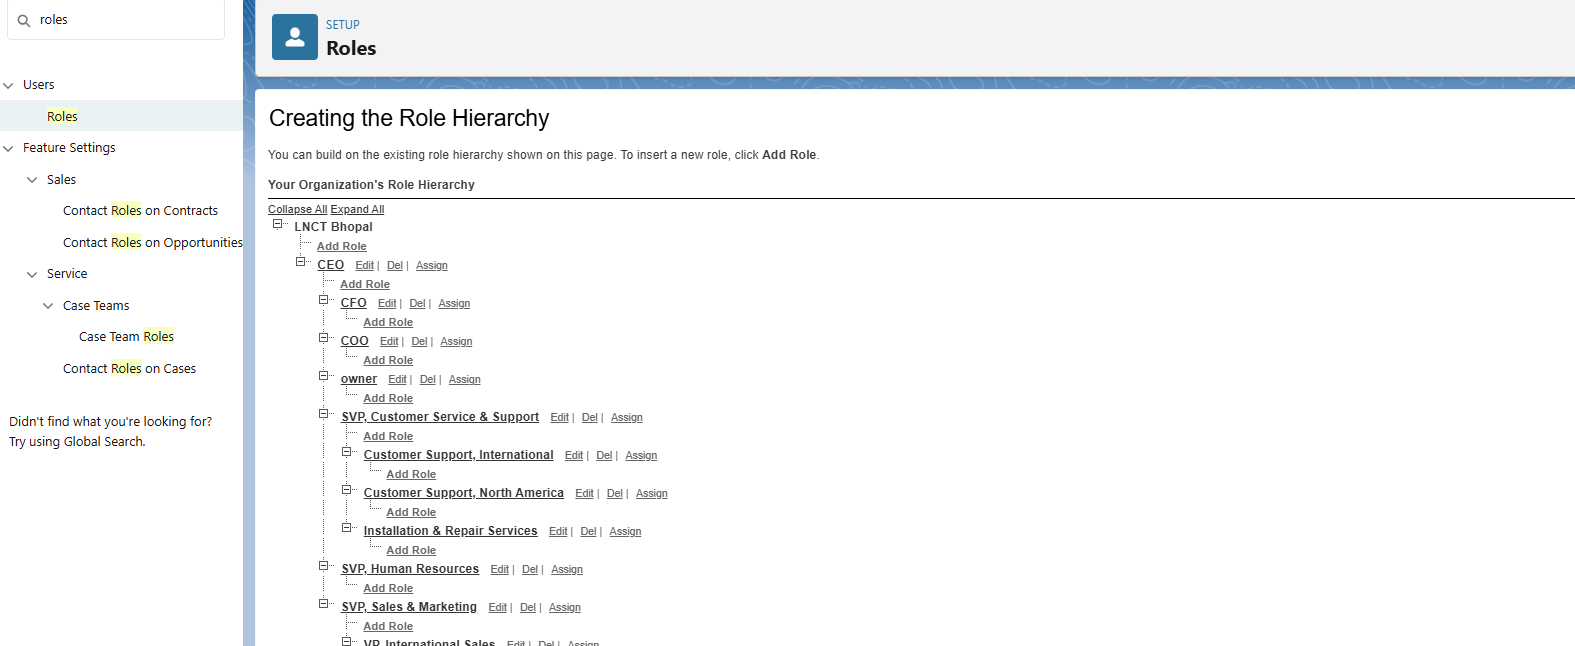 roles
Users
Roles
Feature Settings
Sales
Contact Roles on Contracts
Contact Roles on Opportunities
Service
Case Teams
Case Team Roles
Contact Roles on Cases
Didn't find what you're looking for?
Try using Global Search.
SETUP
Roles
Creating the Role Hierarchy
You can build on the existing role hierarchy shown on this page. To insert a new role, click Add Role.
Your Organization's Role Hierarchy
Collapse All Expand All
LNCT Bhopal
Add Role
CEO Edit | Del | Assign
Add Role
CFO Edit | Del | Assign
Add Role
COO Edit | Del | Assign
Add Role
owner Edit | Del | Assign
Add Role
SVP, Customer Service & Support Edit | Del | Assign
Add Role
Customer Support, International Edit | Del | Assign
Add Role
Customer Support, North America Edit | Del | Assign
Add Role
Installation & Repair Services Edit | Del | Assign
Add Role
SVP, Human Resources Edit | Del | Assign
Add Role
SVP, Sales & Marketing Edit | Del | Assign
Add Role
VP, International Sales Edit | Del | Assign